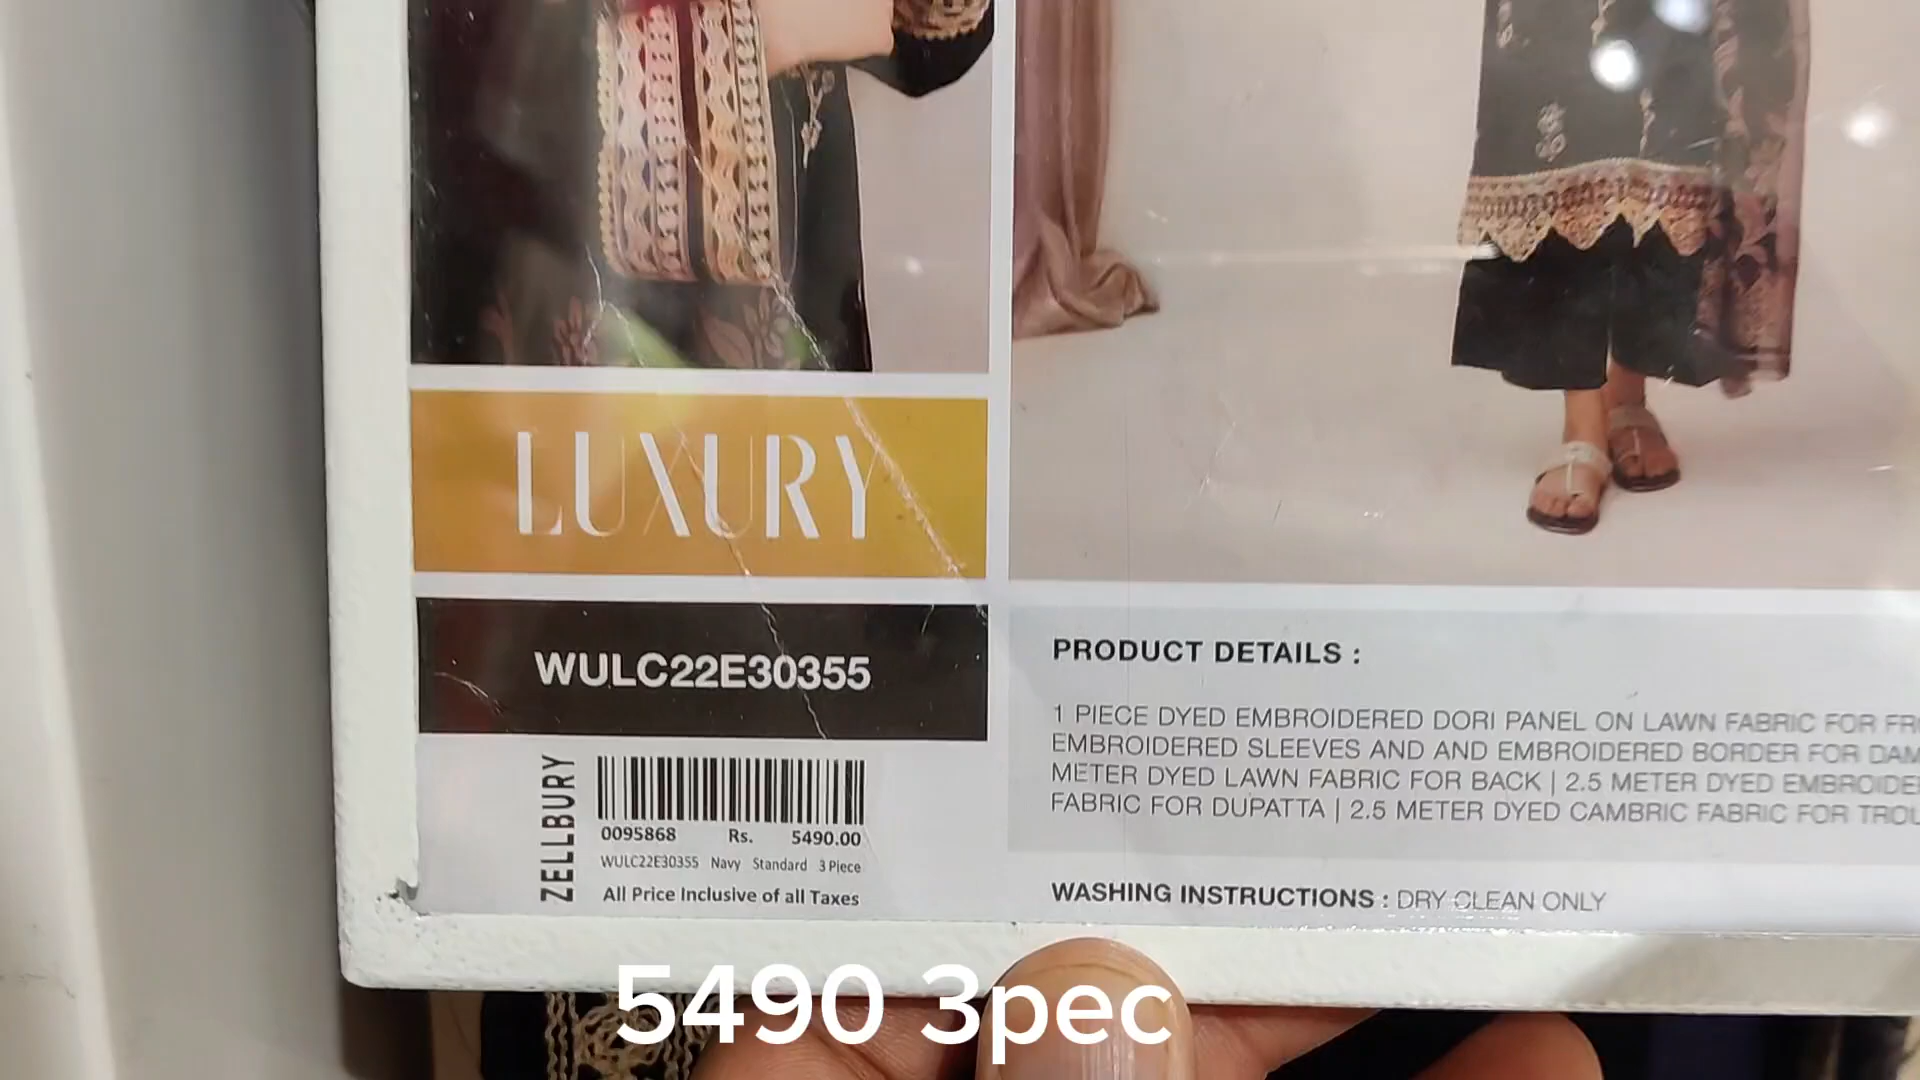 LUXURY
WULC22E30355
ZELLBURY
0095868 Rs. 5490.00
WULC22E30355 Navy Standard 3 Piece
All Price Inclusive of all Taxes
PRODUCT DETAILS :
1 PIECE DYED EMBROIDERED DORI PANEL ON LAWN FABRIC FOR
EMBROIDERED SLEEVES AND AND EMBROIDERED BORDER FOR
METER DYED LAWN FABRIC FOR BACK | 2.5 METER DYED
FABRIC FOR DUPATTA | 2.5 METER DYED CAMBRIC FABRIC FOR
WASHING INSTRUCTIONS : DRY CLEAN ONLY
5490 3pec